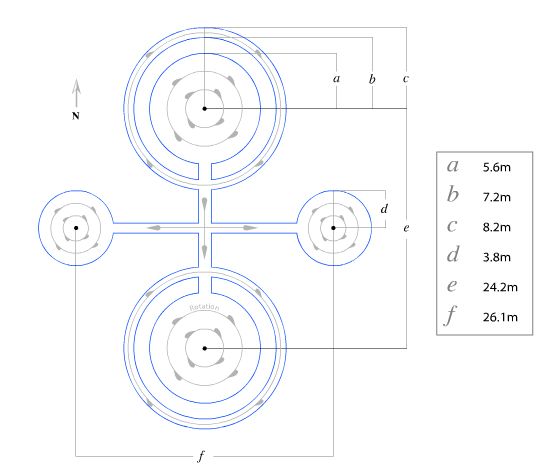 a
b
c
N
d
e
Rotation
f
a 5.6m
b 7.2m
c 8.2m
d 3.8m
e 24.2m
f 26.1m